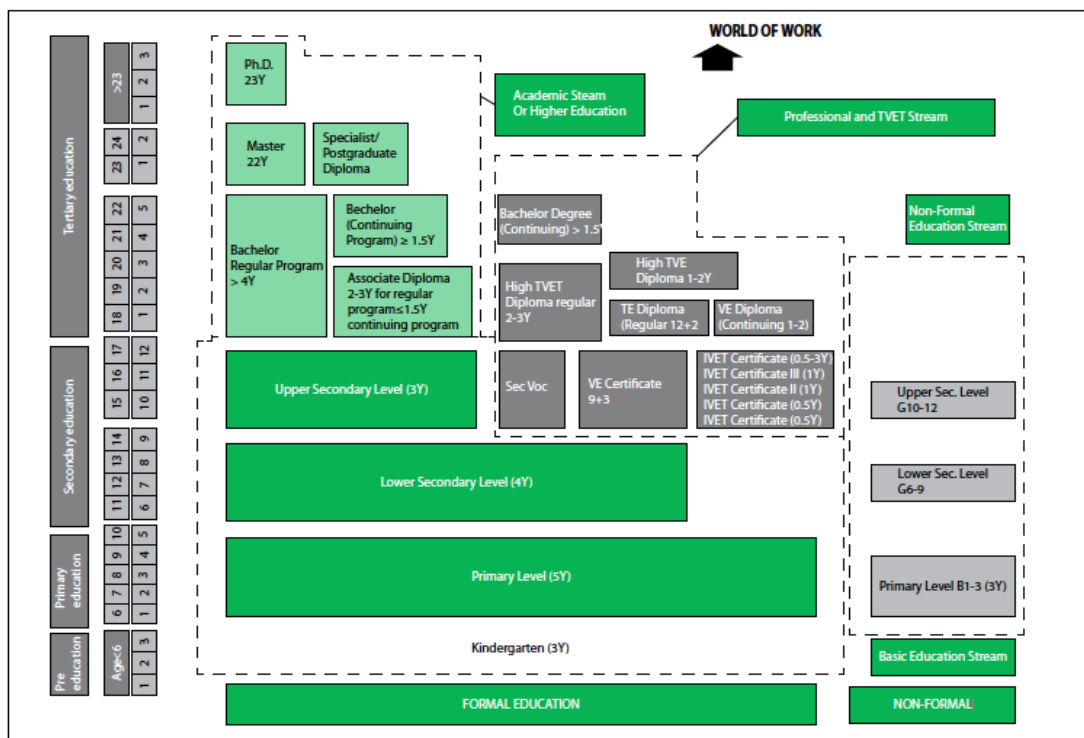 WORLD OF WORK
Tertiary education
Secondary education
Primary
education
Pre
education
>23
24
23
22
21
20
19
18
17
16
15
14
13
12
11
10
9
8
7
6
Age<6
3
2
1
2
1
5
4
3
2
1
12
11
10
9
8
7
6
5
4
3
2
1
3
2
1
Ph.D.
23Y
Master
22Y
Specialist/
Postgraduate
Diploma
Bachelor
Regular Program
> 4Y
Bechelor
(Continuing
Program) ≥ 1.5Y
Associate Diploma
2-3Y for regular
program≤1.5Y
continuing program
Academic Steam
Or Higher Education
Professional and TVET Stream
Bachelor Degree
(Continuing) > 1.5Y
High TVET
Diploma regular
2-3Y
High TVE
Diploma 1-2Y
TE Diploma
(Regular 12+2
VE Diploma
(Continuing 1-2)
Non-Formal
Education Stream
Upper Secondary Level (3Y)
Sec Voc
VE Certificate
9+3
IVET Certificate (0.5-3Y)
IVET Certificate III (1Y)
IVET Certificate II (1Y)
IVET Certificate (0.5Y)
IVET Certificate (0.5Y)
Upper Sec. Level
G10-12
Lower Secondary Level (4Y)
Lower Sec. Level
G6-9
Primary Level (5Y)
Primary Level B1-3 (3Y)
Kindergarten (3Y)
Basic Education Stream
FORMAL EDUCATION
NON-FORMAL